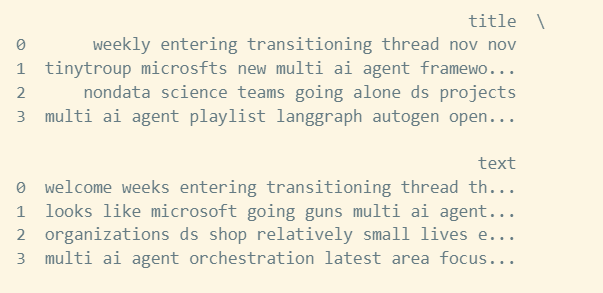 title \
0 weekly entering transitioning thread nov nov
1 tinytroup microsfts new multi ai agent framewo...
2 nondata science teams going alone ds projects
3 multi ai agent playlist langgraph autogen open...
text
0 welcome weeks entering transitioning thread th...
1 looks like microsoft going guns multi ai agent...
2 organizations ds shop relatively small lives e...
3 multi ai agent orchestration latest area focus...